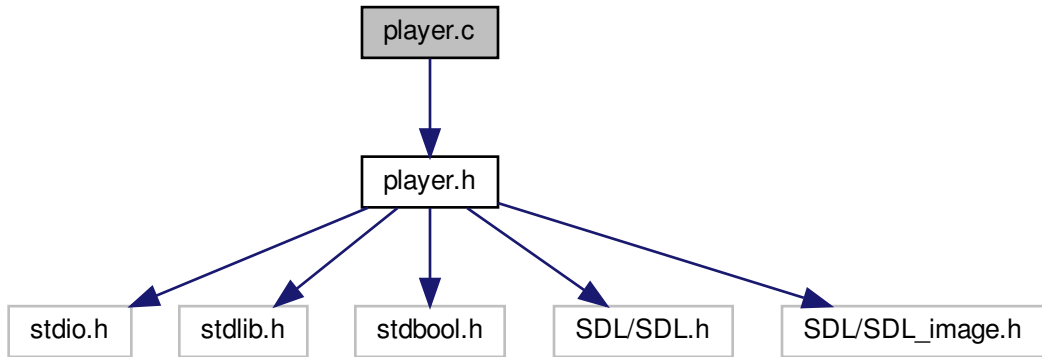 player.c
player.h
stdio.h
stdlib.h
stdbool.h
SDL/SDL.h
SDL/SDL_image.h